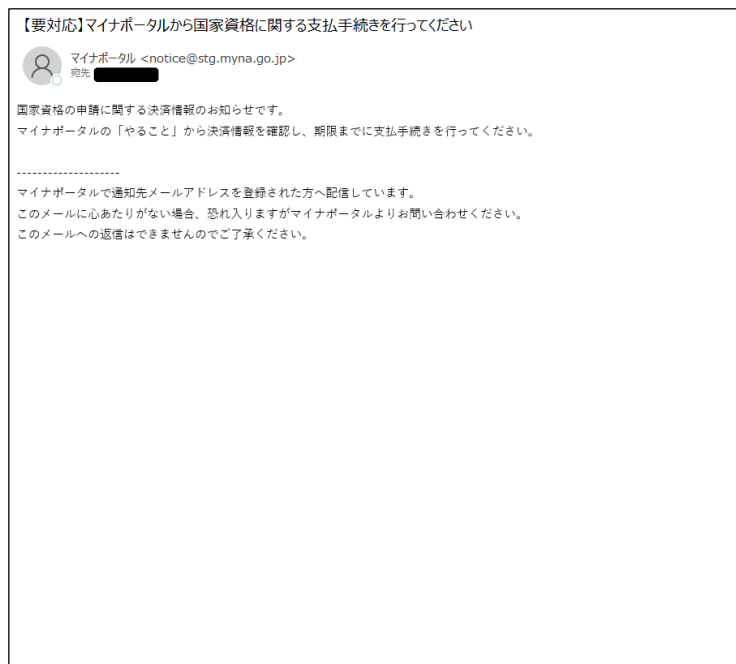 【要対応】マイナポータルから国家資格に関する支払手続きを行ってください
マイナポータル <notice@stg.myna.go.jp>
宛先
国家資格の申請に関する決済情報のお知らせです。
マイナポータルの「やること」から決済情報を確認し、期限までに支払手続きを行ってください。
--------------------
マイナポータルで通知先メールアドレスを登録された方へ配信しています。
このメールに心あたりがない場合、恐れ入りますがマイナポータルよりお問い合わせください。
このメールへの返信はできませんのでご了承ください。